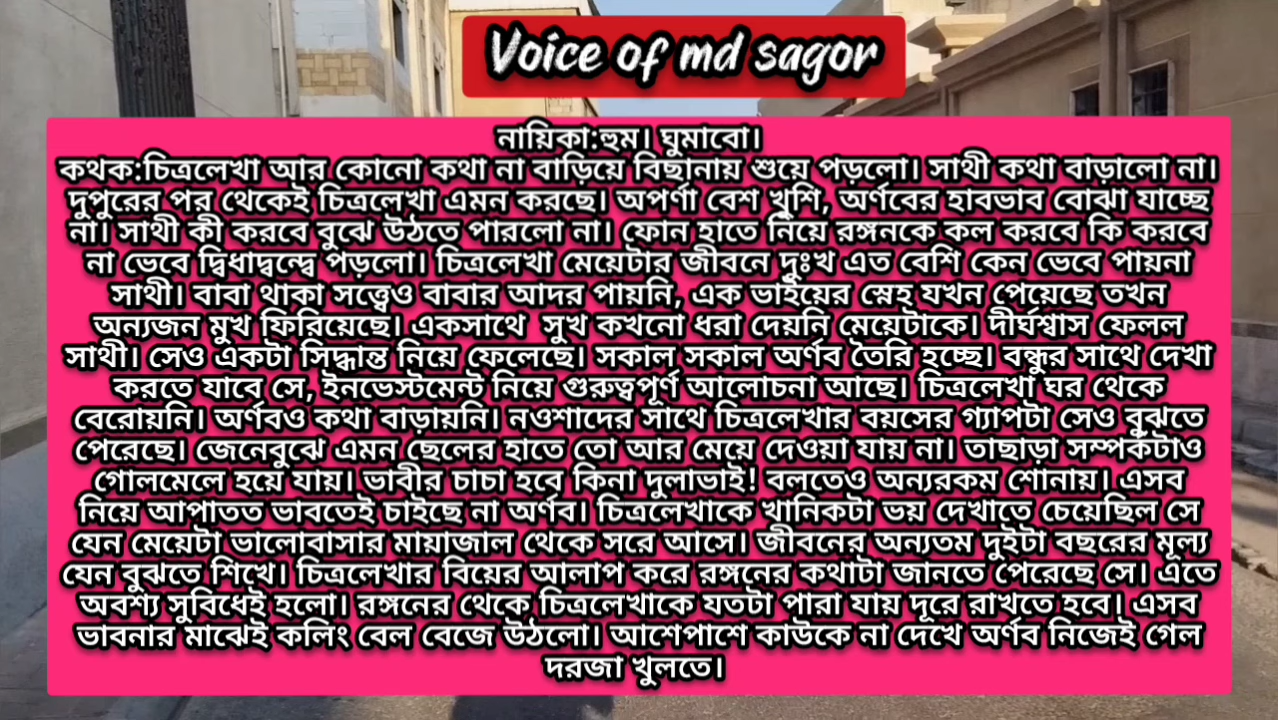 Voice of md sagor
নায়িকা:হুম। ঘুমাবো।
কথক:চিত্রলেখা আর কোনো কথা না বাড়িয়ে বিছানায় শুয়ে পড়লো। সাথী কথা বাড়ালো না।
দুপুরের পর থেকেই চিত্রলেখা এমন করছে। অপর্ণা বেশ খুশি, অর্ণবের হাবভাব বোঝা যাচ্ছে
না। সাথী কী করবে বুঝে উঠতে পারলো না। ফোন হাতে নিয়ে রঙ্গনকে কল করবে কি করবে
না ভেবে দ্বিধাদ্বন্দ্বে পড়লো। চিত্রলেখা মেয়েটার জীবনে দুঃখ এত বেশি কেন ভেবে পায়না
সাথী। বাবা থাকা সত্ত্বেও বাবার আদর পায়নি, এক ভাইয়ের স্নেহ যখন পেয়েছে তখন
অন্যজন মুখ ফিরিয়েছে। একসাথে  সুখ কখনো ধরা দেয়নি মেয়েটাকে। দীর্ঘশ্বাস ফেলল
সাথী। সেও একটা সিদ্ধান্ত নিয়ে ফেলেছে। সকাল সকাল অর্ণব তৈরি হচ্ছে। বন্ধুর সাথে দেখা
করতে যাবে সে, ইনভেস্টমেন্ট নিয়ে গুরুত্বপূর্ণ আলোচনা আছে। চিত্রলেখা ঘর থেকে
বেরোয়নি। অর্ণবও কথা বাড়ায়নি। নওশাদের সাথে চিত্রলেখার বয়সের গ্যাপটা সেও বুঝতে
পেরেছে। জেনেবুঝে এমন ছেলের হাতে তো আর মেয়ে দেওয়া যায় না। তাছাড়া সম্পর্কটাও
গোলমেলে হয়ে যায়। ভাবীর চাচা হবে কিনা দুলাভাই! বলতেও অন্যরকম শোনায়। এসব
নিয়ে আপাতত ভাবতেই চাইছে না অর্ণব। চিত্রলেখাকে খানিকটা ভয় দেখাতে চেয়েছিল সে
যেন মেয়েটা ভালোবাসার মায়াজাল থেকে সরে আসে। জীবনের অন্যতম দুইটা বছরের মূল্য
যেন বুঝতে শিখে। চিত্রলেখার বিয়ের আলাপ করে রঙ্গনের কথাটা জানতে পেরেছে সে। এতে
অবশ্য সুবিধেই হলো। রঙ্গনের থেকে চিত্রলেখাকে যতটা পারা যায় দূরে রাখতে হবে। এসব
ভাবনার মাঝেই কলিং বেল বেজে উঠলো। আশেপাশে কাউকে না দেখে অর্ণব নিজেই গেল
দরজা খুলতে।